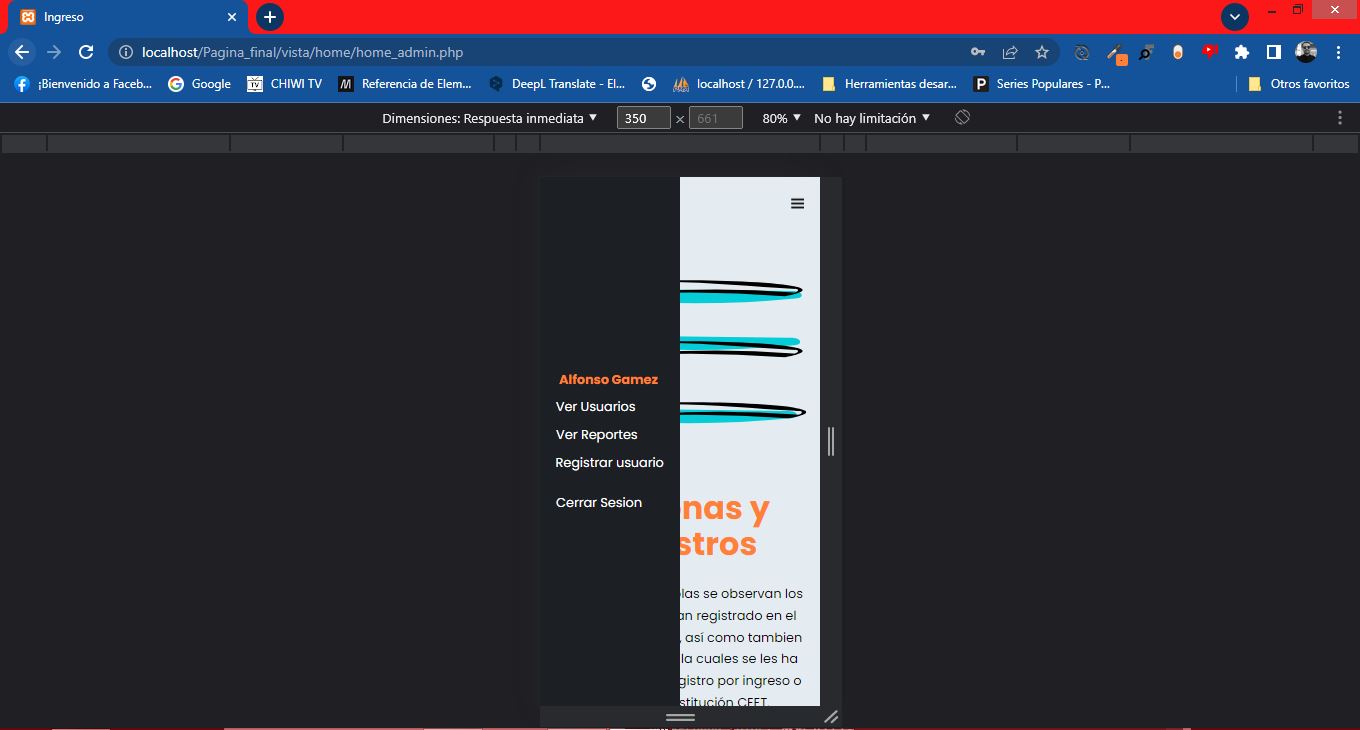 Ingreso
localhost/Pagina_final/vista/home/home_admin.php
¡Bienvenido a Faceb...
Google
CHIWI TV
Referencia de Elem...
DeepL Translate - El...
localhost / 127.0.0....
Herramientas desar...
Series Populares - P...
Otros favoritos
Dimensiones: Respuesta inmediata
350 × 661
80%
No hay limitación
Alfonso Gamez
Ver Usuarios
Ver Reportes
Registrar usuario
Cerrar Sesion
enas y
stros
las se observan los
an registrado en el
, así como tambien
la cuales se les ha
gistro por ingreso o
stitución CEET.